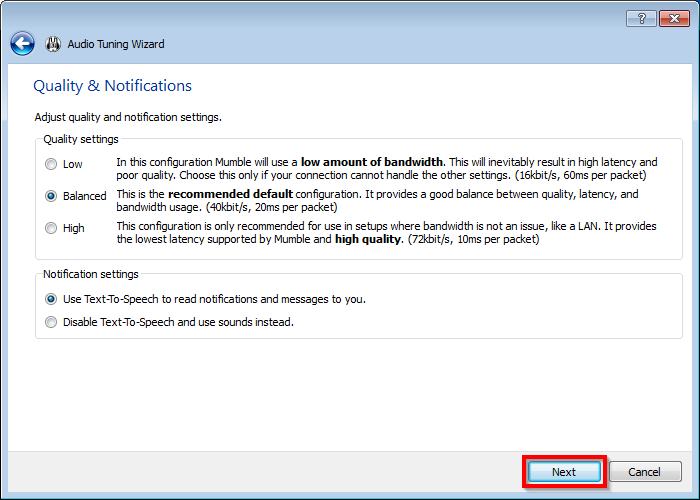 Audio Tuning Wizard
Quality & Notifications
Adjust quality and notification settings.
Quality settings
Low
In this configuration Mumble will use a low amount of bandwidth. This will inevitably result in high latency and
poor quality. Choose this only if your connection cannot handle the other settings. (16kbit/s, 60ms per packet)
Balanced
This is the recommended default configuration. It provides a good balance between quality, latency, and
bandwidth usage. (40kbit/s, 20ms per packet)
High
This configuration is only recommended for use in setups where bandwidth is not an issue, like a LAN. It provides
the lowest latency supported by Mumble and high quality. (72kbit/s, 10ms per packet)
Notification settings
Use Text-To-Speech to read notifications and messages to you.
Disable Text-To-Speech and use sounds instead.
Next
Cancel